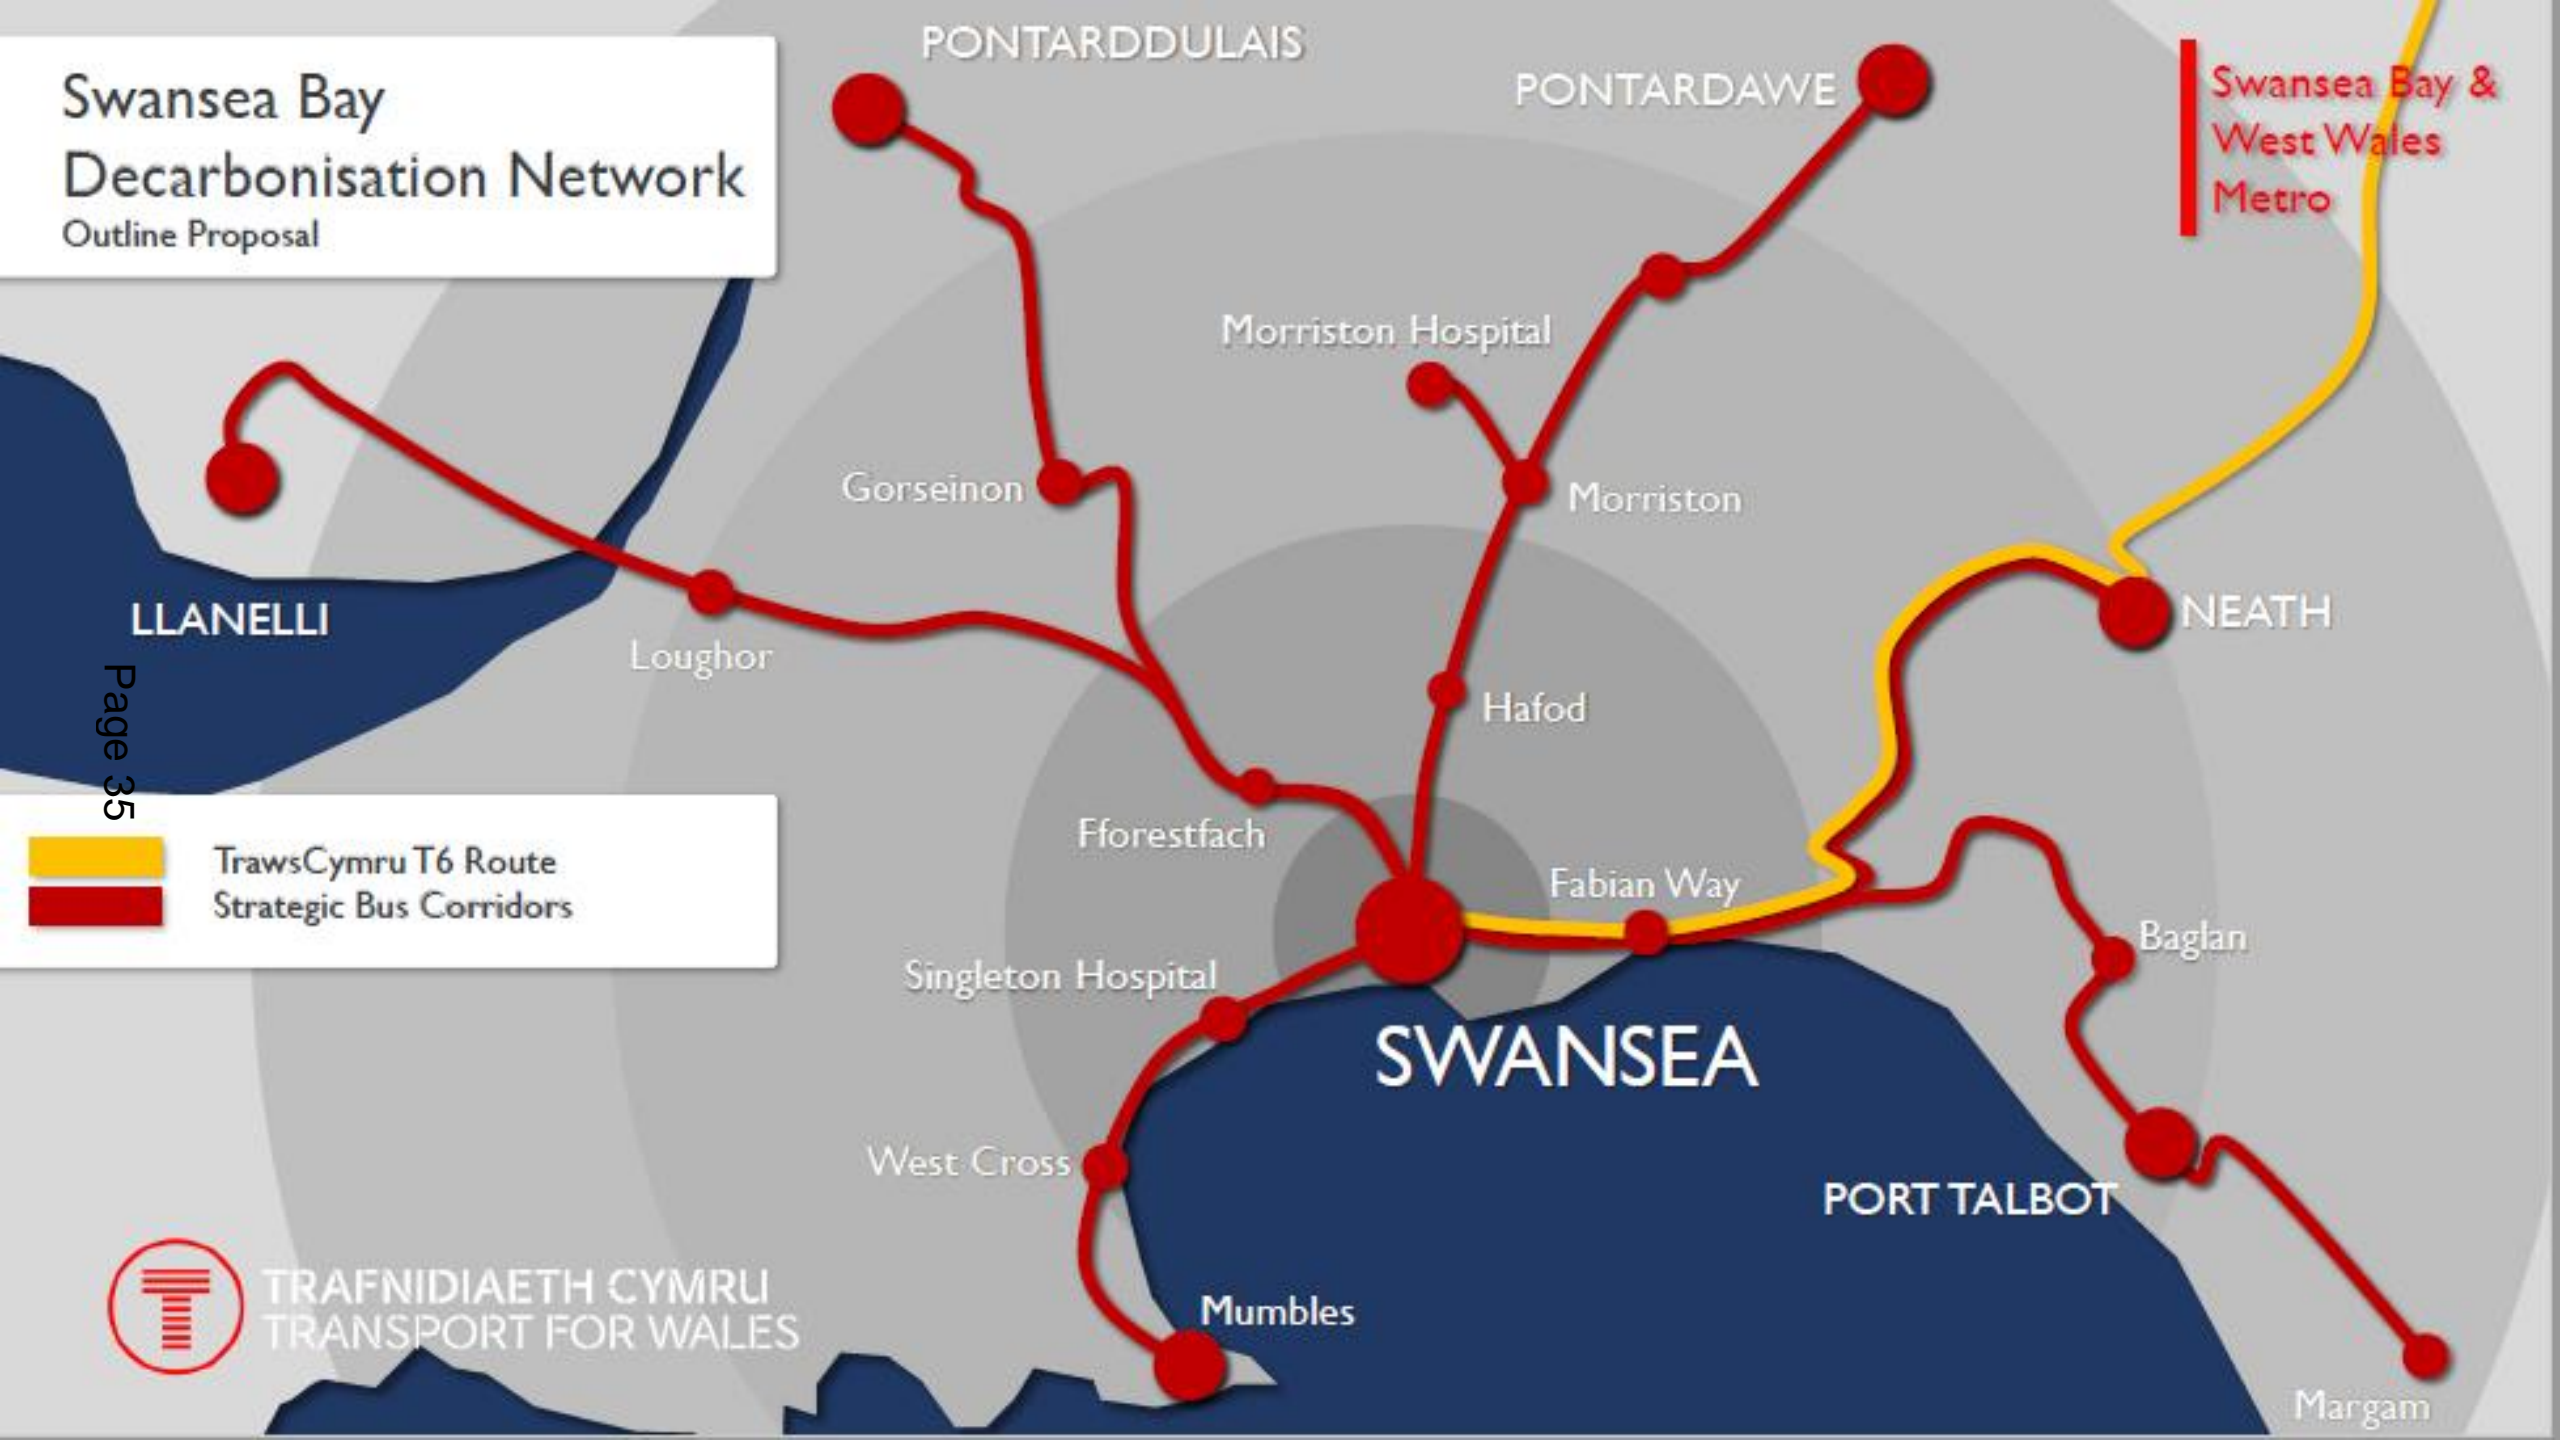 Swansea Bay
Decarbonisation Network
Outline Proposal
PONTARDDULAIS
PONTARDAWE
Swansea Bay &
West Wales
Metro
Morriston Hospital
Gorseinon
Morriston
LLANELLI
NEATH
Loughor
Hafod
Page 35
Fforestfach
Fabian Way
TrawsCymru T6 Route
Strategic Bus Corridors
Baglan
Singleton Hospital
SWANSEA
West Cross
PORT TALBOT
TRAFNIDIAETH CYMRU
TRANSPORT FOR WALES
Mumbles
Margam